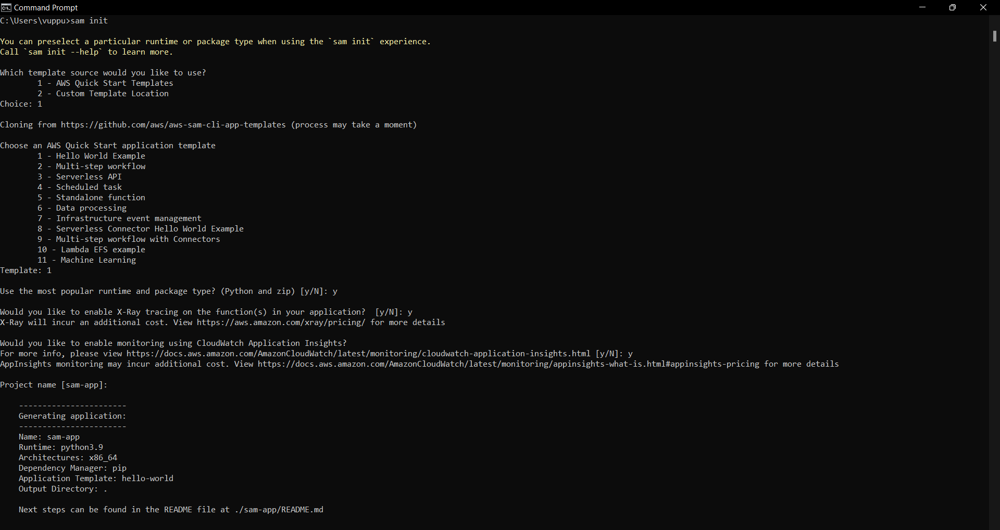 Command Prompt
C:\Users\vuppu>sam init
You can preselect a particular runtime or package type when using the `sam init` experience.
Call `sam init --help` to learn more.
Which template source would you like to use?
1 - AWS Quick Start Templates
2 - Custom Template Location
Choice: 1
Cloning from https://github.com/aws/aws-sam-cli-app-templates (process may take a moment)
Choose an AWS Quick Start application template
1 - Hello World Example
2 - Multi-step workflow
3 - Serverless API
4 - Scheduled task
5 - Standalone function
6 - Data processing
7 - Infrastructure event management
8 - Serverless Connector Hello World Example
9 - Multi-step workflow with Connectors
10 - Lambda EFS example
11 - Machine Learning
Template: 1
Use the most popular runtime and package type? (Python and zip) [y/N]: y
Would you like to enable X-Ray tracing on the function(s) in your application?  [y/N]: y
X-Ray will incur an additional cost. View https://aws.amazon.com/xray/pricing/ for more details
Would you like to enable monitoring using CloudWatch Application Insights?
For more info, please view https://docs.aws.amazon.com/AmazonCloudWatch/latest/monitoring/cloudwatch-application-insights.html [y/N]: y
AppInsights monitoring may incur additional cost. View https://docs.aws.amazon.com/AmazonCloudWatch/latest/monitoring/appinsights-what-is.html#appinsights-pricing for more details
Project name [sam-app]:
-----------------------
Generating application:
-----------------------
Name: sam-app
Runtime: python3.9
Architectures: x86_64
Dependency Manager: pip
Application Template: hello-world
Output Directory: .
Next steps can be found in the README file at ./sam-app/README.md